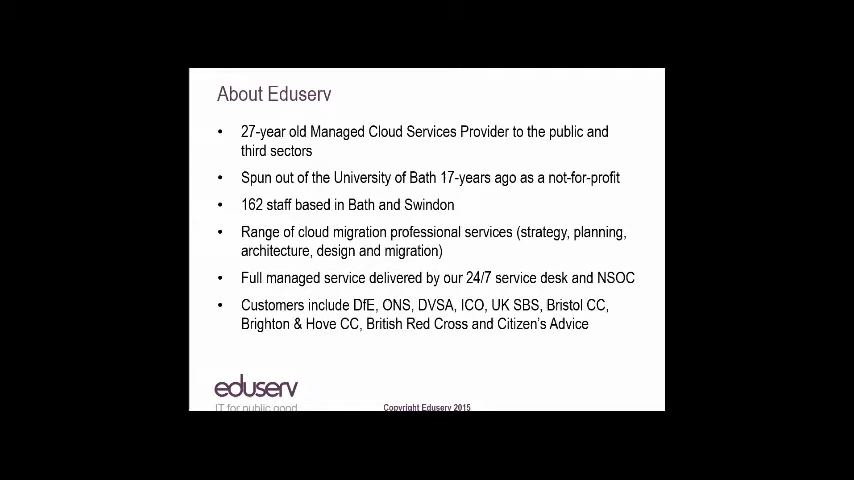 About Eduserv
• 27-year old Managed Cloud Services Provider to the public and
third sectors
• Spun out of the University of Bath 17-years ago as a not-for-profit
• 162 staff based in Bath and Swindon
• Range of cloud migration professional services (strategy, planning,
architecture, design and migration)
• Full managed service delivered by our 24/7 service desk and NSOC
• Customers include DfE, ONS, DVSA, ICO, UK SBS, Bristol CC,
Brighton & Hove CC, British Red Cross and Citizen's Advice
eduserv
IT for public good
Copyright Eduserv 2015